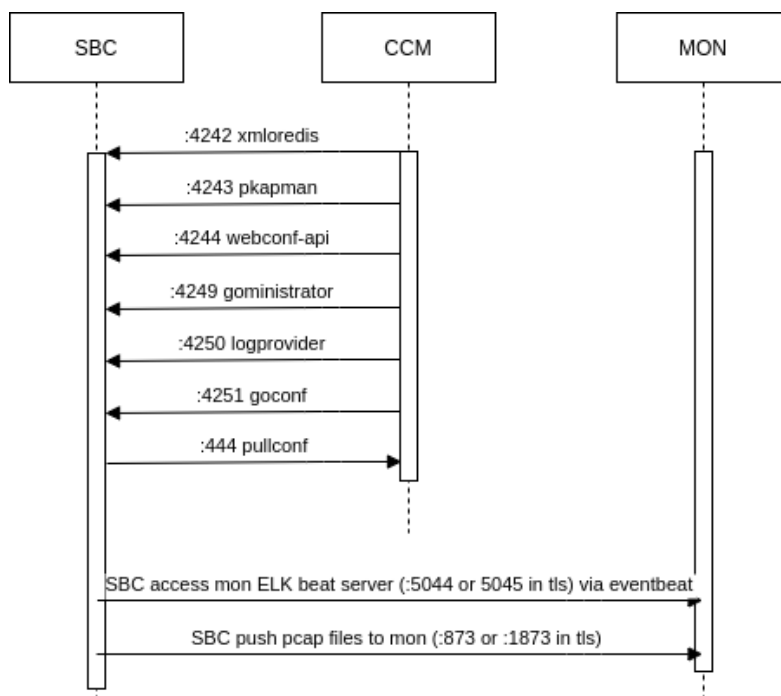 SBC
CCM
MON
:4242 xmloredis
:4243 pkapman
:4244 webconf-api
:4249 goministrator
:4250 logprovider
:4251 goconf
:444 pullconf
SBC access mon ELK beat server (:5044 or 5045 in tls) via eventbeat
SBC push pcap files to mon (:873 or :1873 in tls)